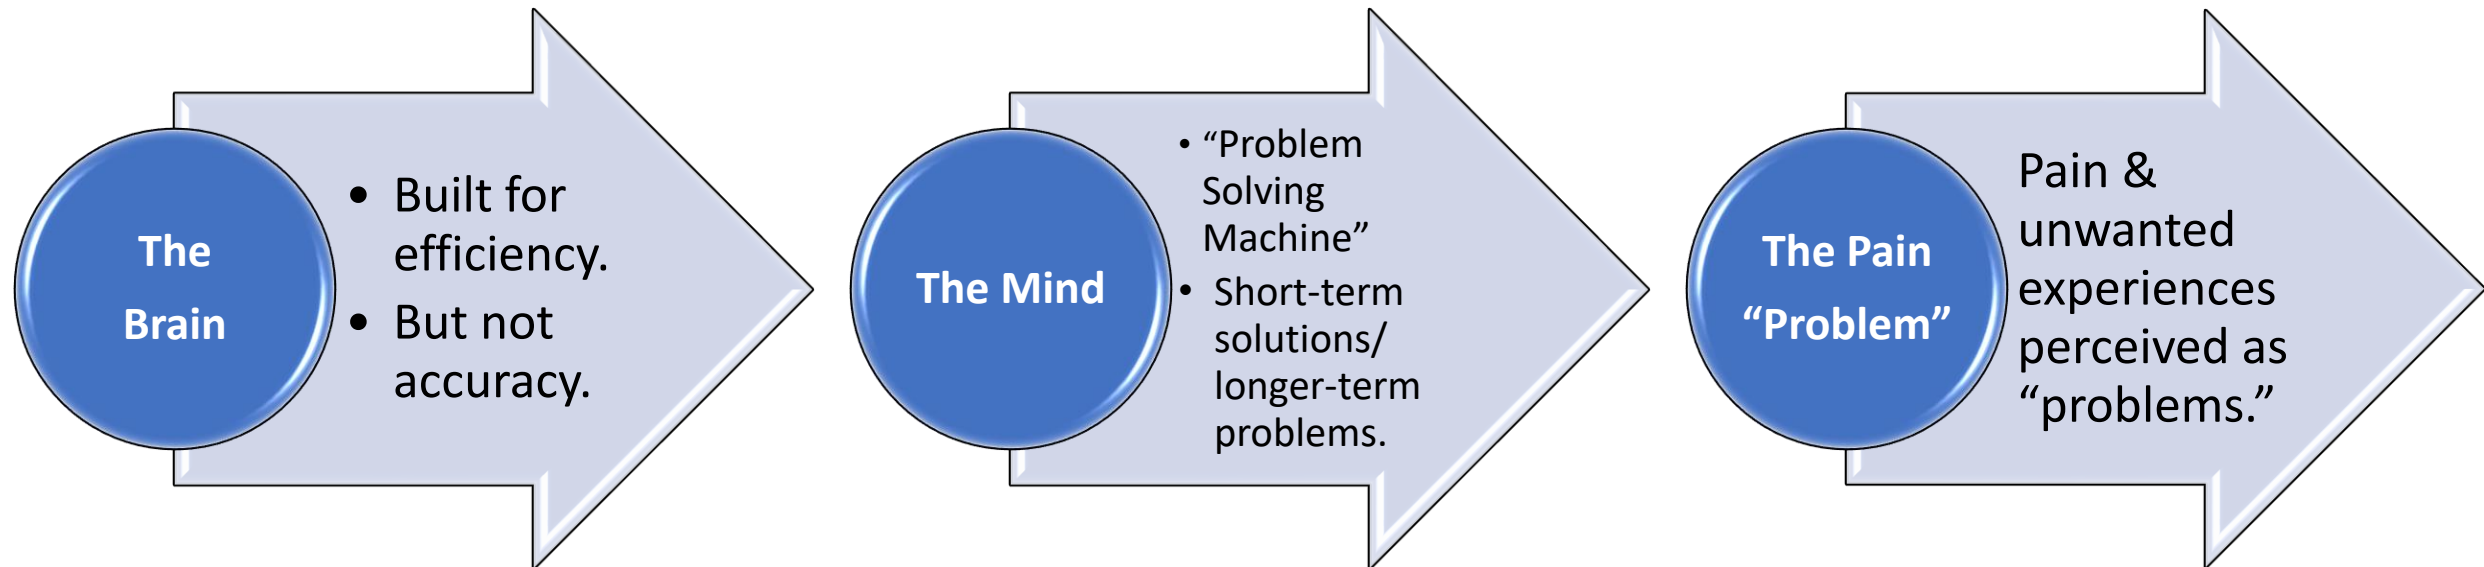 The
Brain
• Built for
efficiency.
• But not
accuracy.
The Mind
• “Problem
Solving
Machine”
• Short-term
solutions/
longer-term
problems.
The Pain
“Problem”
Pain &
unwanted
experiences
perceived as
“problems.”